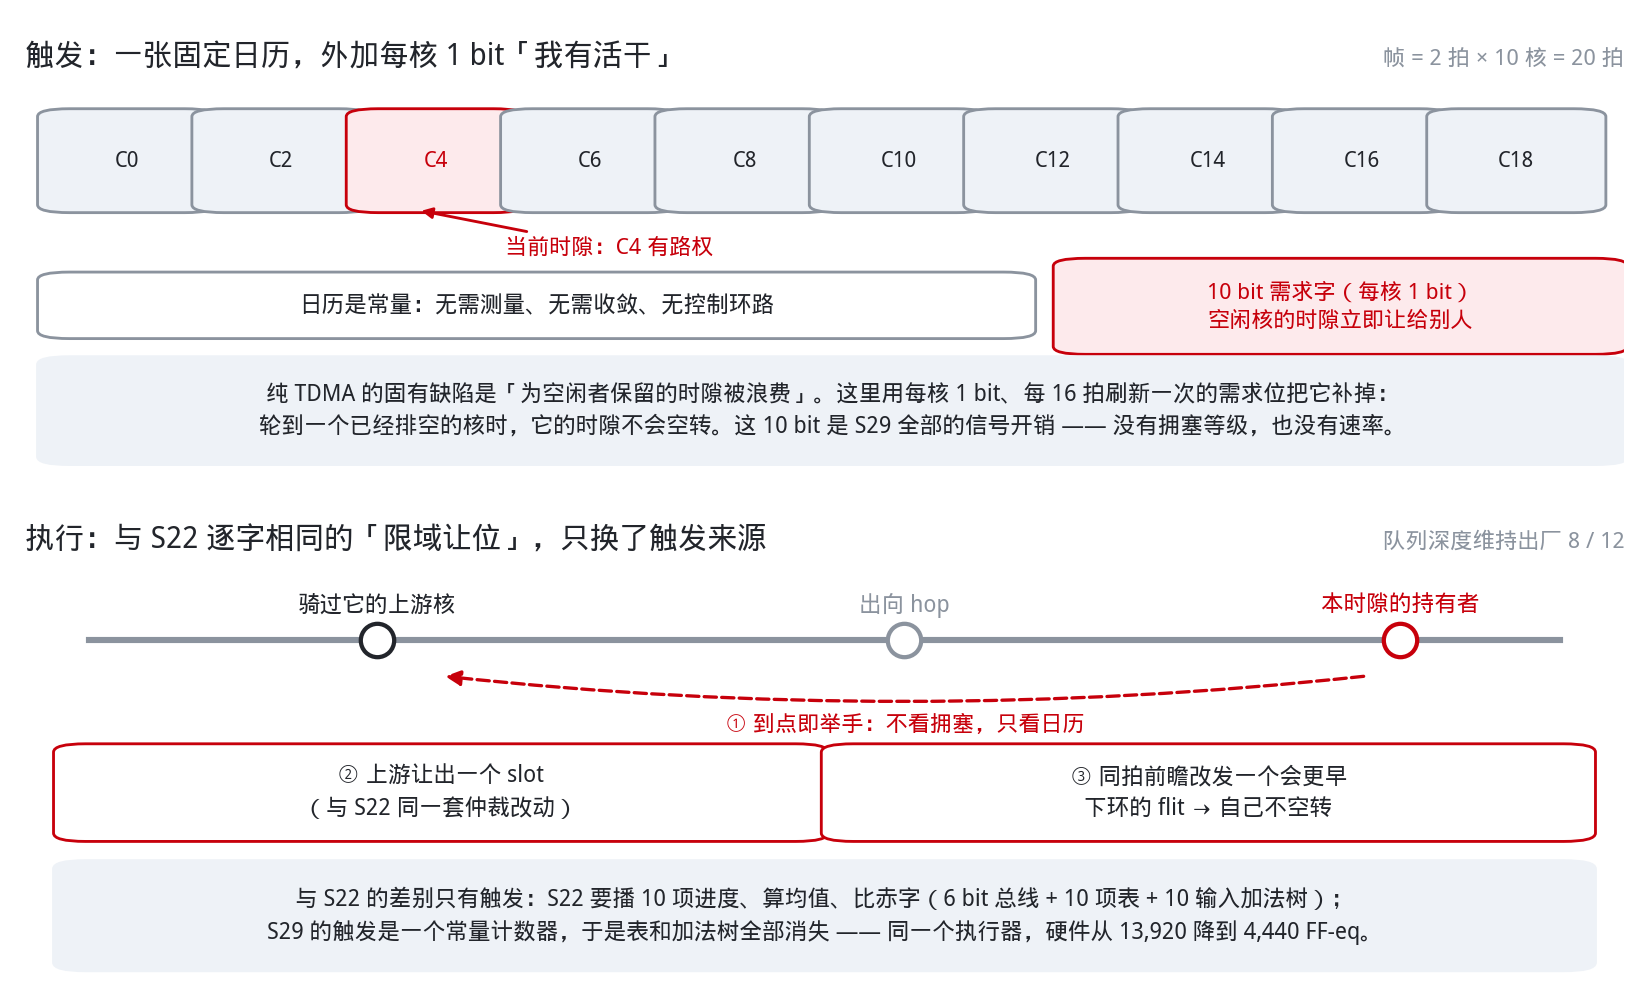 触发：一张固定日历，外加每核 1 bit「我有活干」
帧 = 2 拍 × 10 核 = 20 拍
C0
C2
C4
C6
C8
C10
C12
C14
C16
C18
当前时隙：C4 有路权
日历是常量：无需测量、无需收敛、无控制环路
10 bit 需求字（每核 1 bit）
空闲核的时隙立即让给别人
纯 TDMA 的固有缺陷是「为空闲者保留的时隙被浪费」。这里用每核 1 bit、每 16 拍刷新一次的需求位把它补掉：
轮到一个已经排空的核时，它的时隙不会空转。这 10 bit 是 S29 全部的信号开销 —— 没有拥塞等级，也没有速率。
执行：与 S22 逐字相同的「限域让位」，只换了触发来源
队列深度维持出厂 8 / 12
骑过它的上游核
出向 hop
本时隙的持有者
① 到点即举手：不看拥塞，只看日历
② 上游让出一个 slot
（与 S22 同一套仲裁改动）
③ 同拍前瞻改发一个会更早
下环的 flit → 自己不空转
与 S22 的差别只有触发：S22 要播 10 项进度、算均值、比赤字（6 bit 总线 + 10 项表 + 10 输入加法树）；
S29 的触发是一个常量计数器，于是表和加法树全部消失 —— 同一个执行器，硬件从 13,920 降到 4,440 FF-eq。